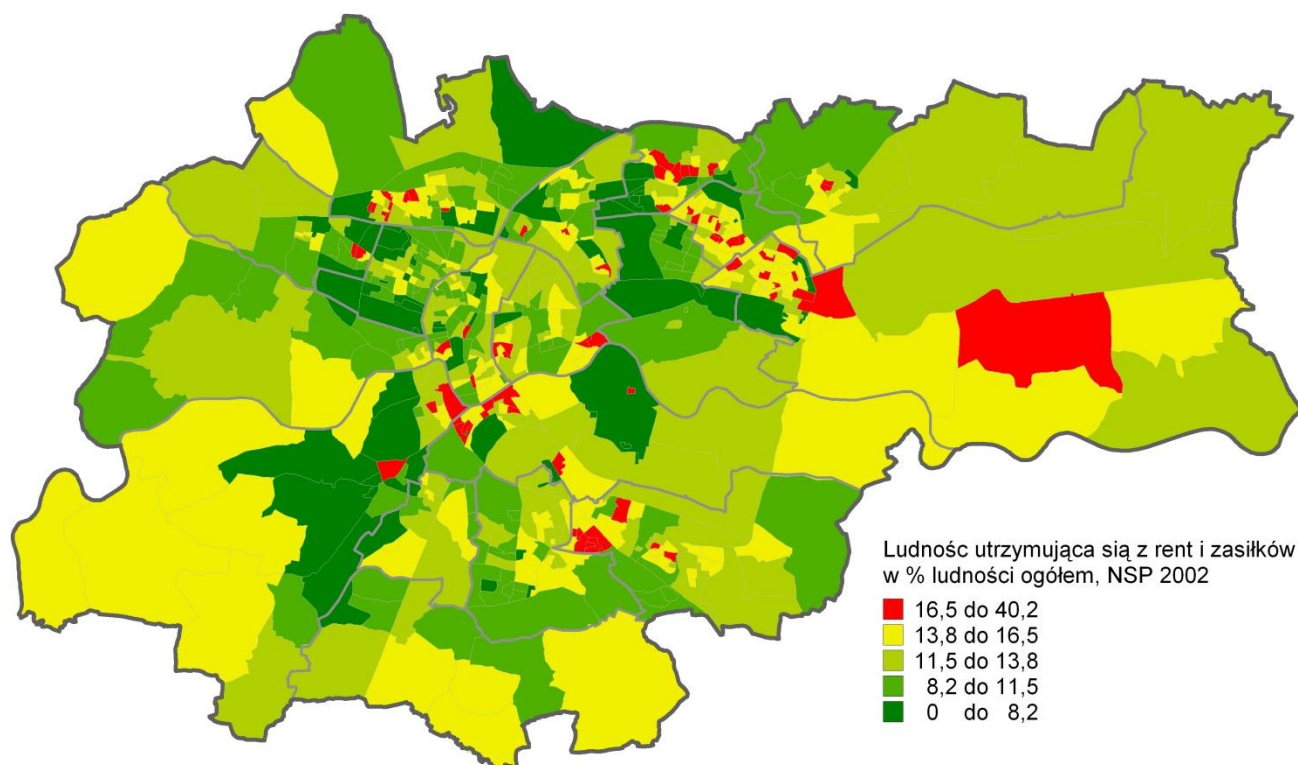 Ludnośc utrzymująca sią z rent i zasiłków
w % ludności ogółem, NSP 2002
16,5 do 40,2
13,8 do 16,5
11,5 do 13,8
8,2 do 11,5
0 do 8,2